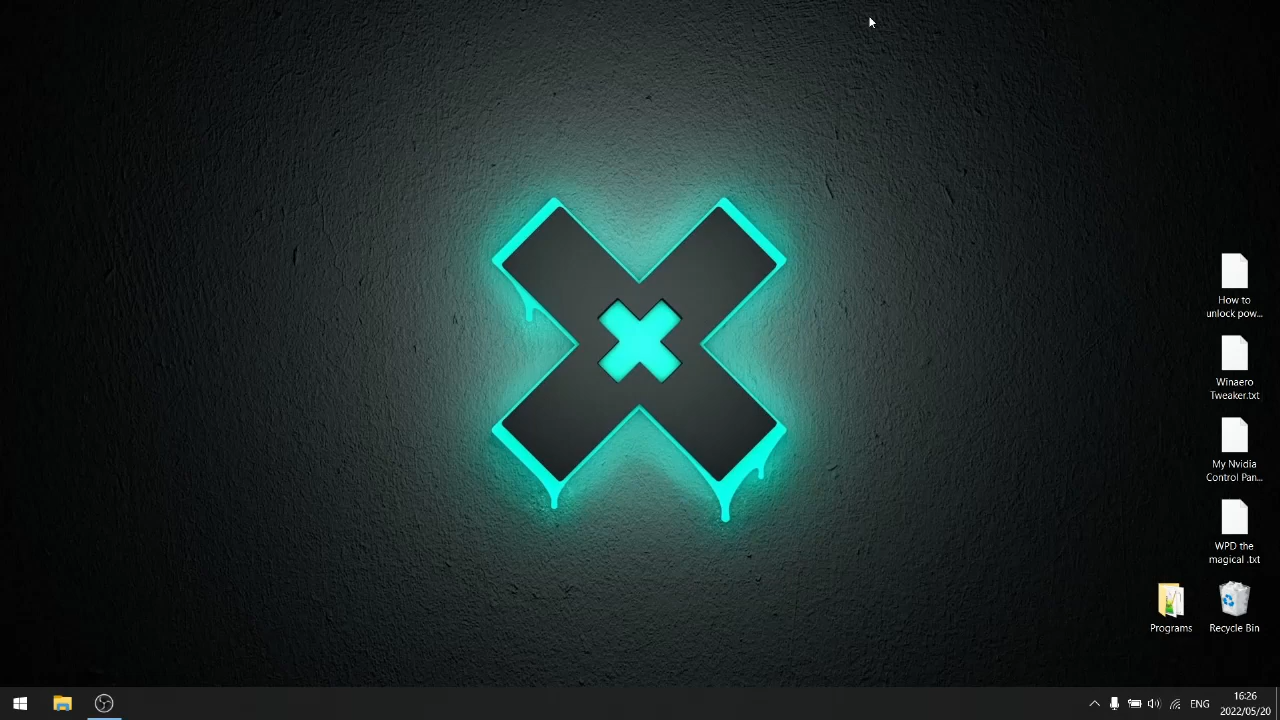 How to
unlock pow...
Winaero
Tweaker.txt
My Nvidia
Control Pan...
WPD the
magical .txt
Programs
Recycle Bin
ENG
16:26
2022/05/20